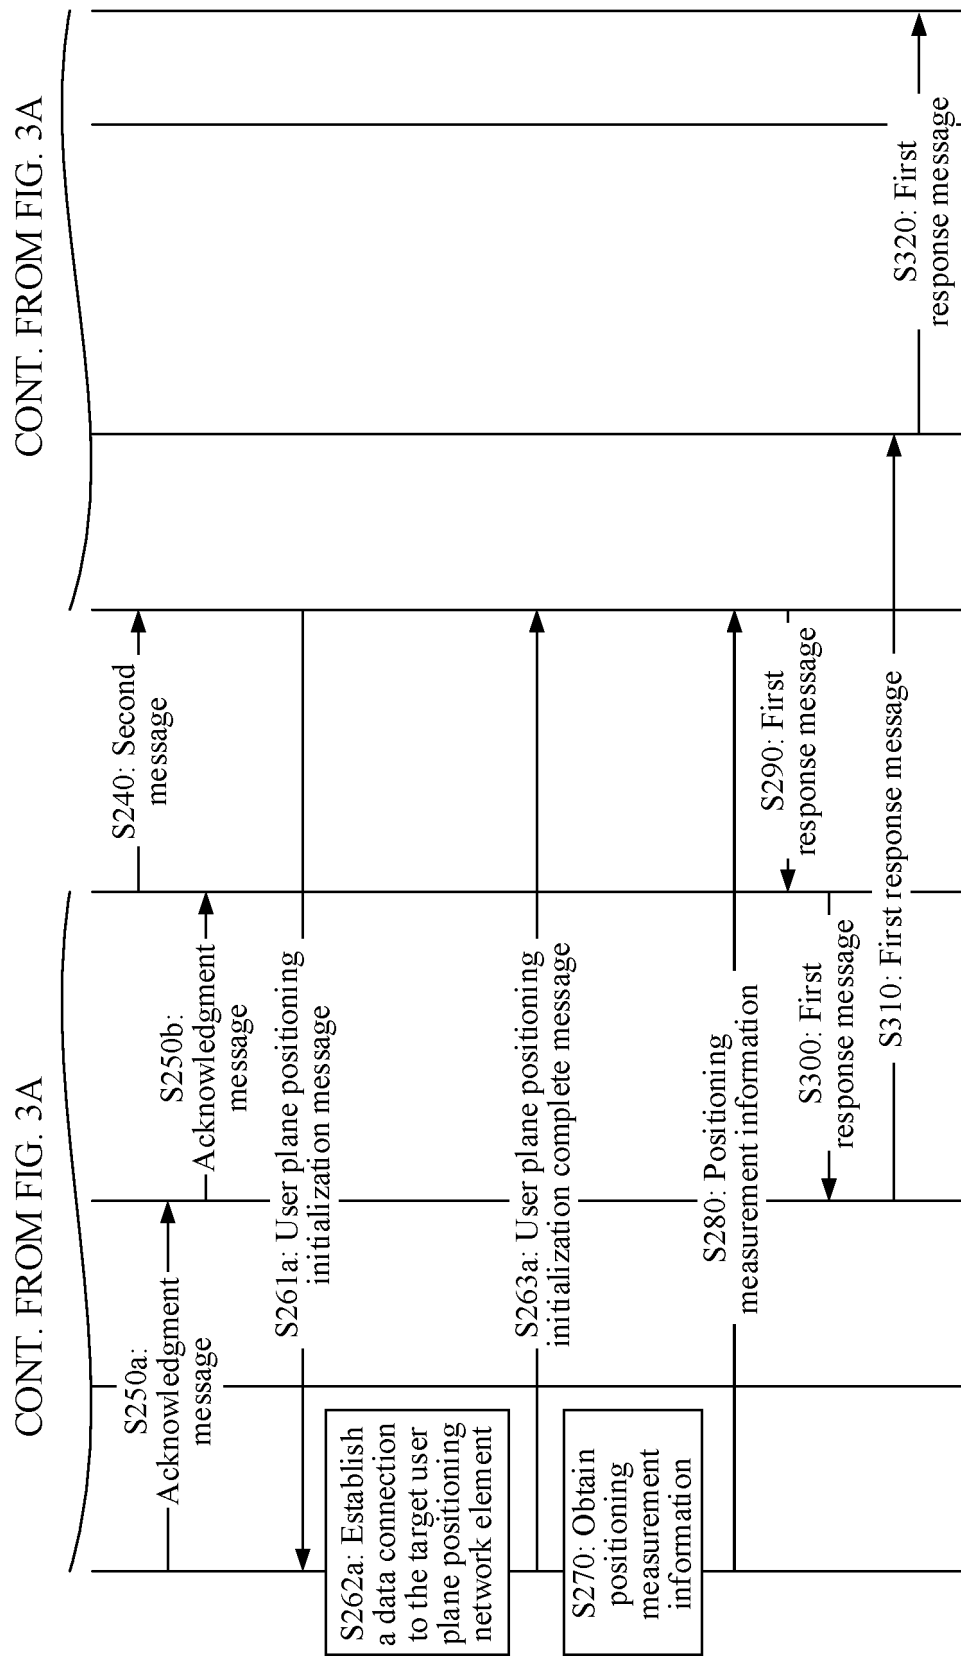 CONT. FROM FIG. 3A
CONT. FROM FIG. 3A
S240: Second
message
S250a:
Acknowledgment
message
S250b:
Acknowledgment
message
S261a: User plane positioning
initialization message
S262a: Establish
a data connection
to the target user
plane positioning
network element
S263a: User plane positioning
initialization complete message
S270: Obtain
positioning
measurement
information
S280: Positioning
measurement information
S290: First
response message
S300: First
response message
S310: First response message
S320: First
response message